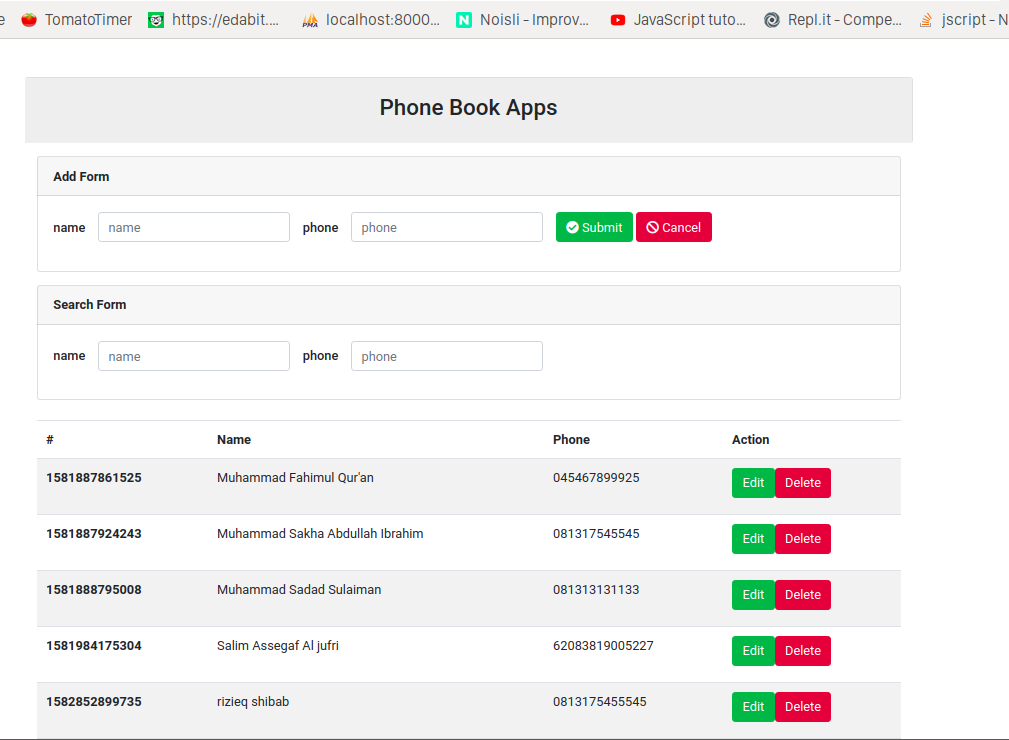 e TomatoTimer https://edabit.... localhost:8000... Noisli - Improv... JavaScript tuto... Repl.it - Compe... jscript - N
Phone Book Apps
Add Form
name name phone phone Submit Cancel
Search Form
name name phone phone
# Name Phone Action
1581887861525 Muhammad Fahimul Qur'an 045467899925 Edit Delete
1581887924243 Muhammad Sakha Abdullah Ibrahim 081317545545 Edit Delete
1581888795008 Muhammad Sadad Sulaiman 081313131133 Edit Delete
1581984175304 Salim Assegaf Al jufri 62083819005227 Edit Delete
1582852899735 rizieq shibab 0813175455545 Edit Delete